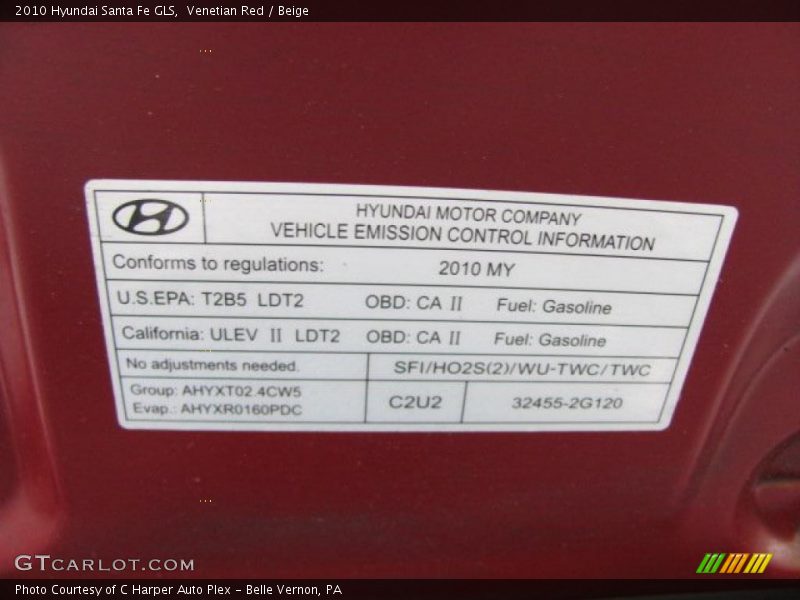 2010 Hyundai Santa Fe GLS,  Venetian Red / Beige
HYUNDAI MOTOR COMPANY
VEHICLE EMISSION CONTROL INFORMATION
Conforms to regulations: 2010 MY
U.S.EPA: T2B5 LDT2 OBD: CA II Fuel: Gasoline
California: ULEV II LDT2 OBD: CA II Fuel: Gasoline
No adjustments needed. SFI/HO2S(2)/WU-TWC/TWC
Group: AHYXT02.4CW5
Evap.: AHYXR0160PDC
C2U2 32455-2G120
GTCARLOT.COM
Photo Courtesy of C Harper Auto Plex - Belle Vernon, PA